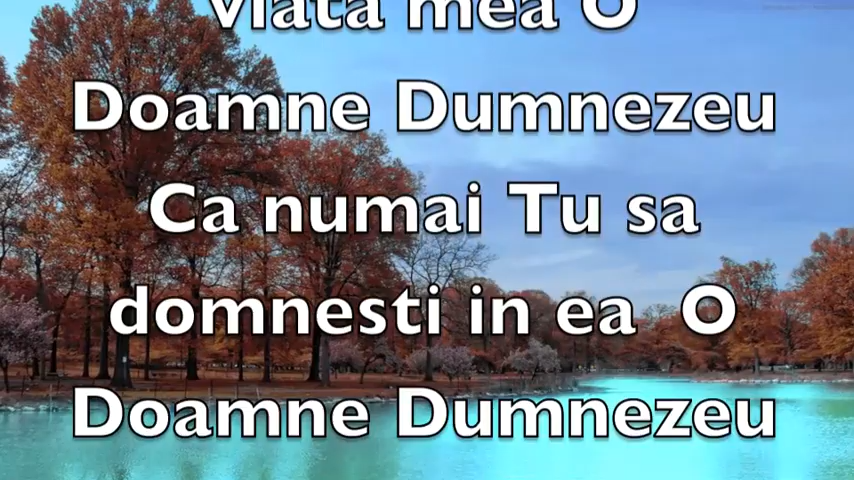 viata mea O
Doamne Dumnezeu
Ca numai Tu sa
domnesti in ea O
Doamne Dumnezeu